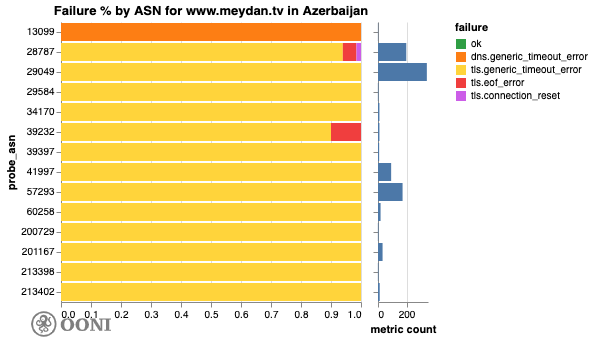 Failure % by ASN for www.meydan.tv in Azerbaijan
probe_asn
13099
28787
29049
29584
34170
39232
39397
41997
57293
60258
200729
201167
213398
213402
0.0 0.1 0.2 0.3 0.4 0.5 0.6 0.7 0.8 0.9 1.0
0 200
metric count
failure
ok
dns.generic_timeout_error
tls.generic_timeout_error
tls.eof_error
tls.connection_reset
OONI